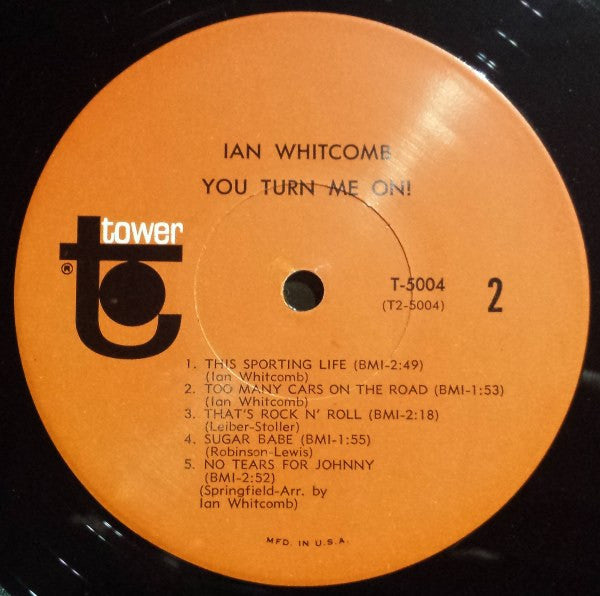 IAN WHITCOMB
YOU TURN ME ON!
tower
®
T-5004
(T2-5004)
2
1. THIS SPORTING LIFE (BMI-2:49)
(Ian Whitcomb)
2. TOO MANY CARS ON THE ROAD (BMI-1:53)
(Ian Whitcomb)
3. THAT'S ROCK N' ROLL (BMI-2:18)
(Leiber-Stoller)
4. SUGAR BABE (BMI-1:55)
(Robinson-Lewis)
5. NO TEARS FOR JOHNNY
(BMI-2:52)
(Springfield-Arr. by
Ian Whitcomb)
MFD. IN U.S.A.